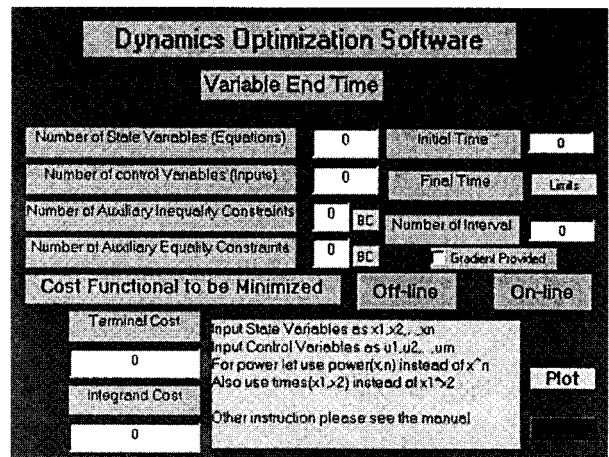 Dynamics Optimization Software
Variable End Time
Number of State Variables (Equations) 0 Initial Time 0
Number of control Variables (Inputs) 0 Final Time Limits
Number of Auxiliary Inequality Constraints 0 BC Number of Interval 0
Number of Auxiliary Equality Constraints 0 BC Gradient Provided
Cost Functional to be Minimized Off-line On-line
Terminal Cost
0
Integrand Cost
0
Input State Variables as x1,x2,...,xn
Input Control Variables as u1,u2,...,um
For power let use power(x,n) instead of x^n
Also use times(x1,x2) instead of x1*x2
Other instruction please see the manual
Plot